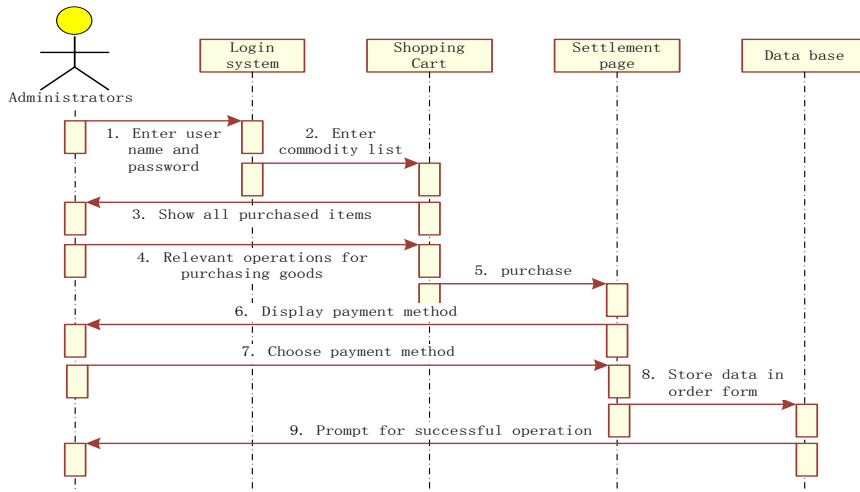 Administrators
Login
system
Shopping
Cart
Settlement
page
Data base
1. Enter user
name and
password
2. Enter
commodity list
3. Show all purchased items
4. Relevant operations for
purchasing goods
5. purchase
6. Display payment method
7. Choose payment method
8. Store data in
order form
9. Prompt for successful operation